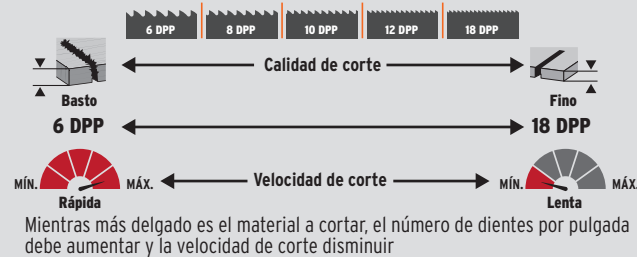 6 DPP 8 DPP 10 DPP 12 DPP 18 DPP
Calidad de corte
Basto Fino
6 DPP 18 DPP
MÍN. MÁX. Velocidad de corte MÍN. MÁX.
Rápida Lenta
Mientras más delgado es el material a cortar, el número de dientes por pulgada
debe aumentar y la velocidad de corte disminuir